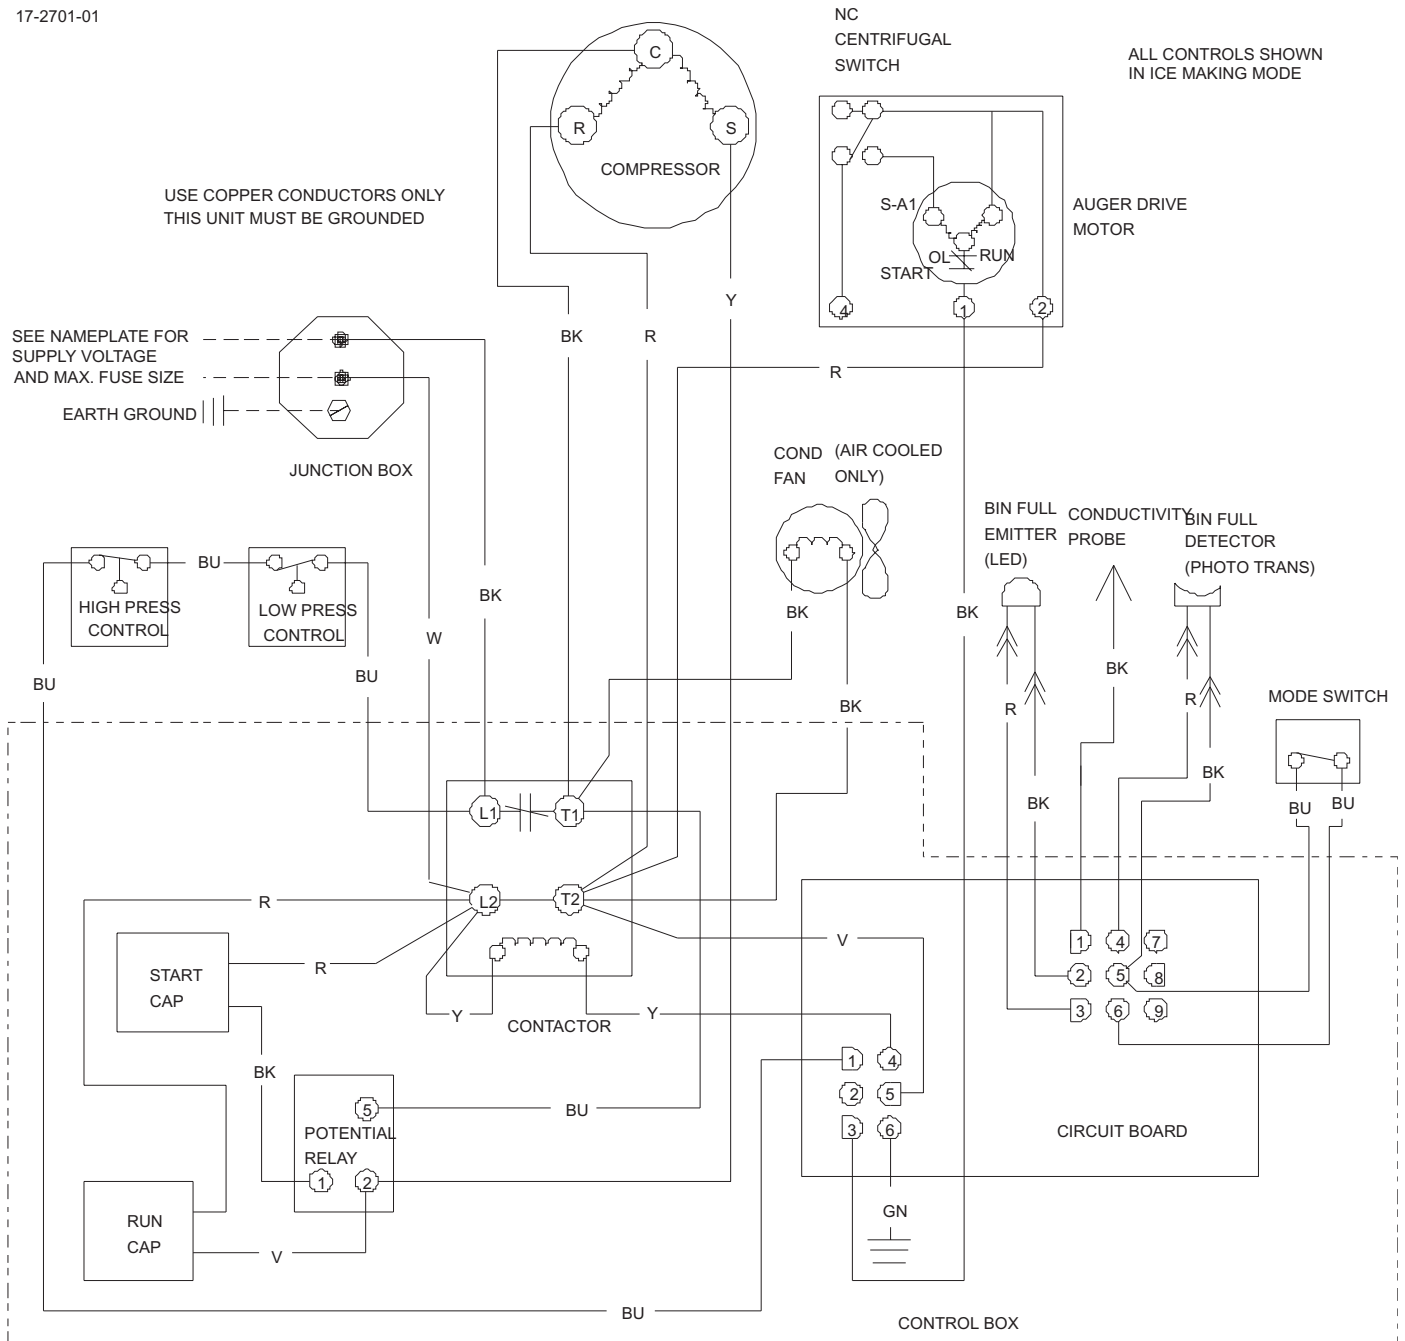 17-2701-01
NC
CENTRIFUGAL
SWITCH
ALL CONTROLS SHOWN
IN ICE MAKING MODE
C
R
S
COMPRESSOR
USE COPPER CONDUCTORS ONLY
THIS UNIT MUST BE GROUNDED
S-A1
OL
RUN
START
AUGER DRIVE
MOTOR
4
1
2
Y
BK
R
R
SEE NAMEPLATE FOR
SUPPLY VOLTAGE
AND MAX. FUSE SIZE
EARTH GROUND
JUNCTION BOX
COND
FAN
(AIR COOLED
ONLY)
BIN FULL
EMITTER
(LED)
CONDUCTIVITY
PROBE
BIN FULL
DETECTOR
(PHOTO TRANS)
BU
HIGH PRESS
CONTROL
LOW PRESS
CONTROL
BK
W
BK
BK
BK
BU
BU
BK
R
R
MODE SWITCH
BK
BK
BU
BU
L1
T1
L2
T2
R
R
START
CAP
Y
Y
CONTACTOR
V
1
4
7
2
5
8
3
6
9
1
4
2
5
3
6
BK
5
BU
POTENTIAL
RELAY
1
2
CIRCUIT BOARD
RUN
CAP
V
GN
BU
CONTROL BOX